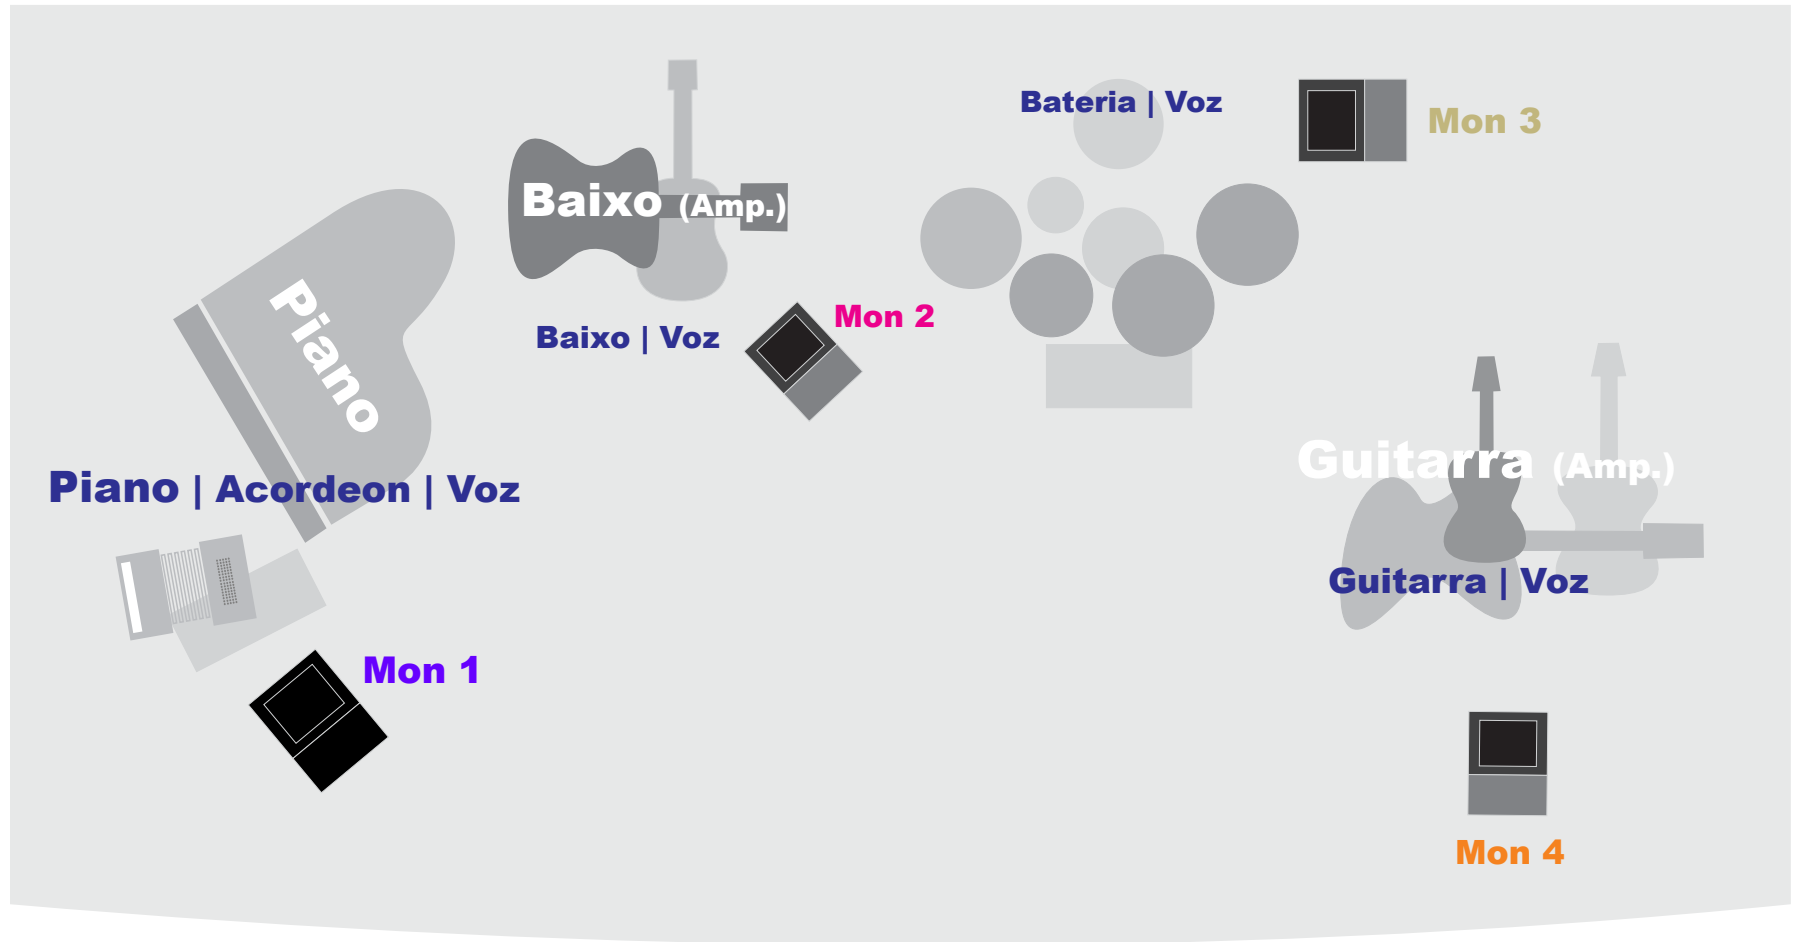 Bateria | Voz
Mon 3
Baixo (Amp.)
Mon 2
Baixo | Voz
Piano
Guitarra (Amp.)
Piano | Acordeon | Voz
Guitarra | Voz
Mon 1
Mon 4